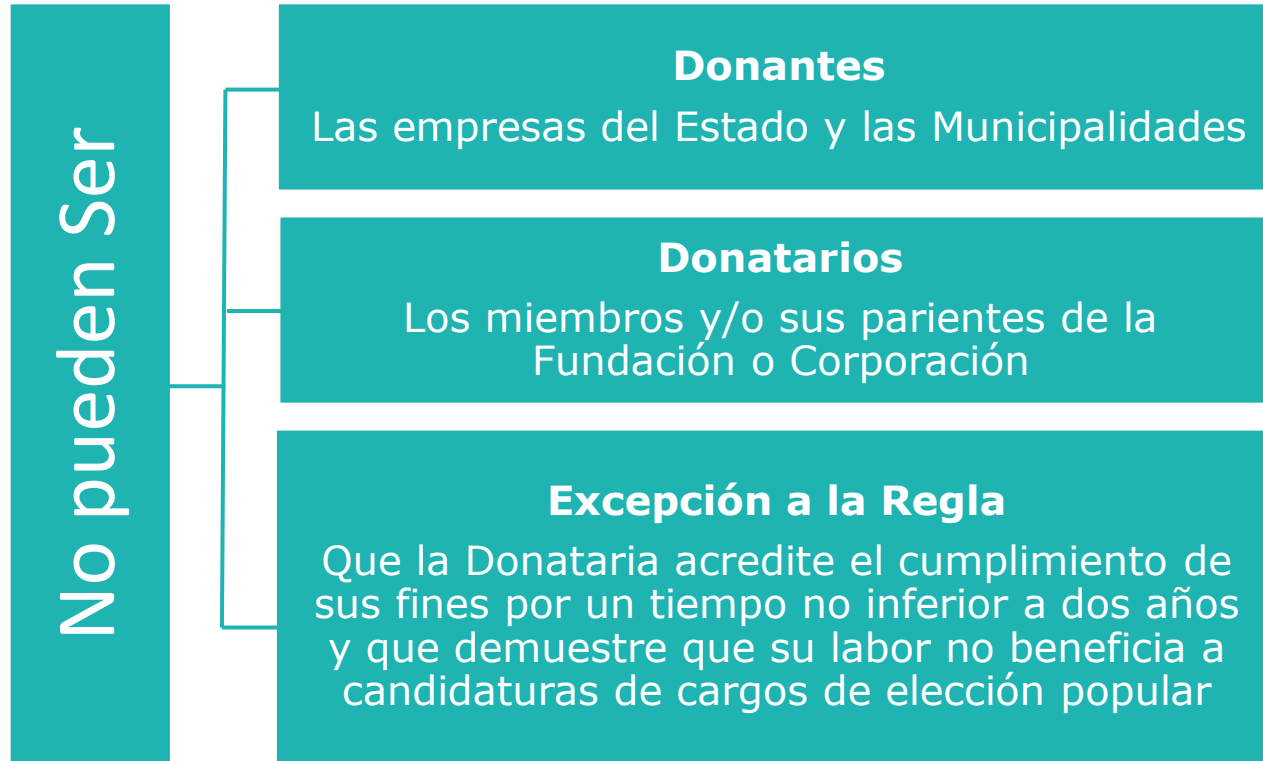 No pueden Ser
Donantes
Las empresas del Estado y las Municipalidades
Donatarios
Los miembros y/o sus parientes de la
Fundación o Corporación
Excepción a la Regla
Que la Donataria acredite el cumplimiento de
sus fines por un tiempo no inferior a dos años
y que demuestre que su labor no beneficia a
candidaturas de cargos de elección popular